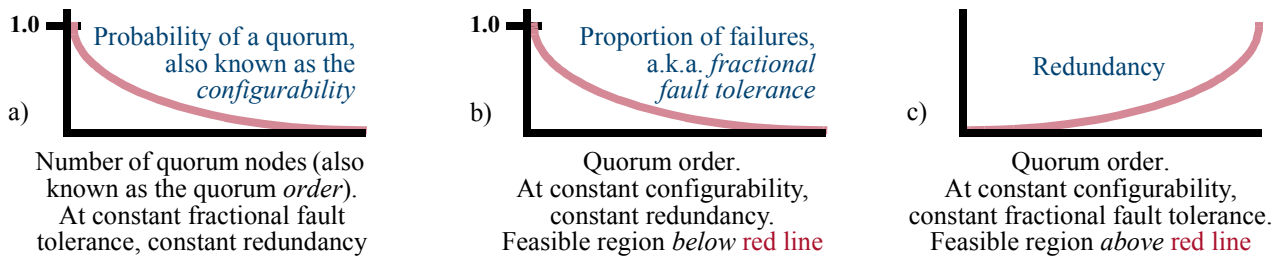 1.0
Probability of a quorum,
also known as the
configurability
a)
Number of quorum nodes (also
known as the quorum order).
At constant fractional fault
tolerance, constant redundancy
1.0
Proportion of failures,
a.k.a. fractional
fault tolerance
b)
Quorum order.
At constant configurability,
constant redundancy.
Feasible region below red line
Redundancy
c)
Quorum order.
At constant configurability,
constant fractional fault tolerance.
Feasible region above red line